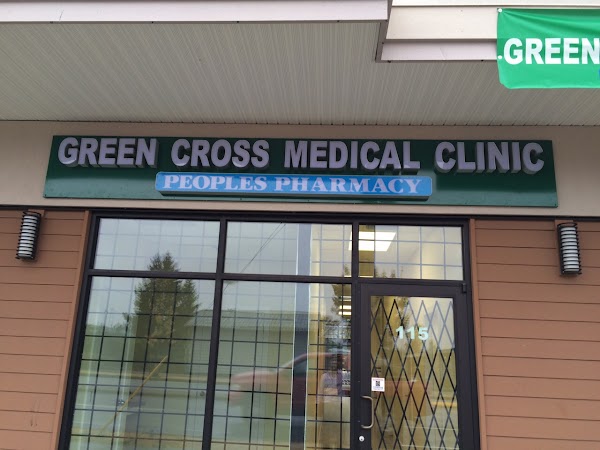 GREEN
GREEN CROSS MEDICAL CLINIC
PEOPLES PHARMACY
115